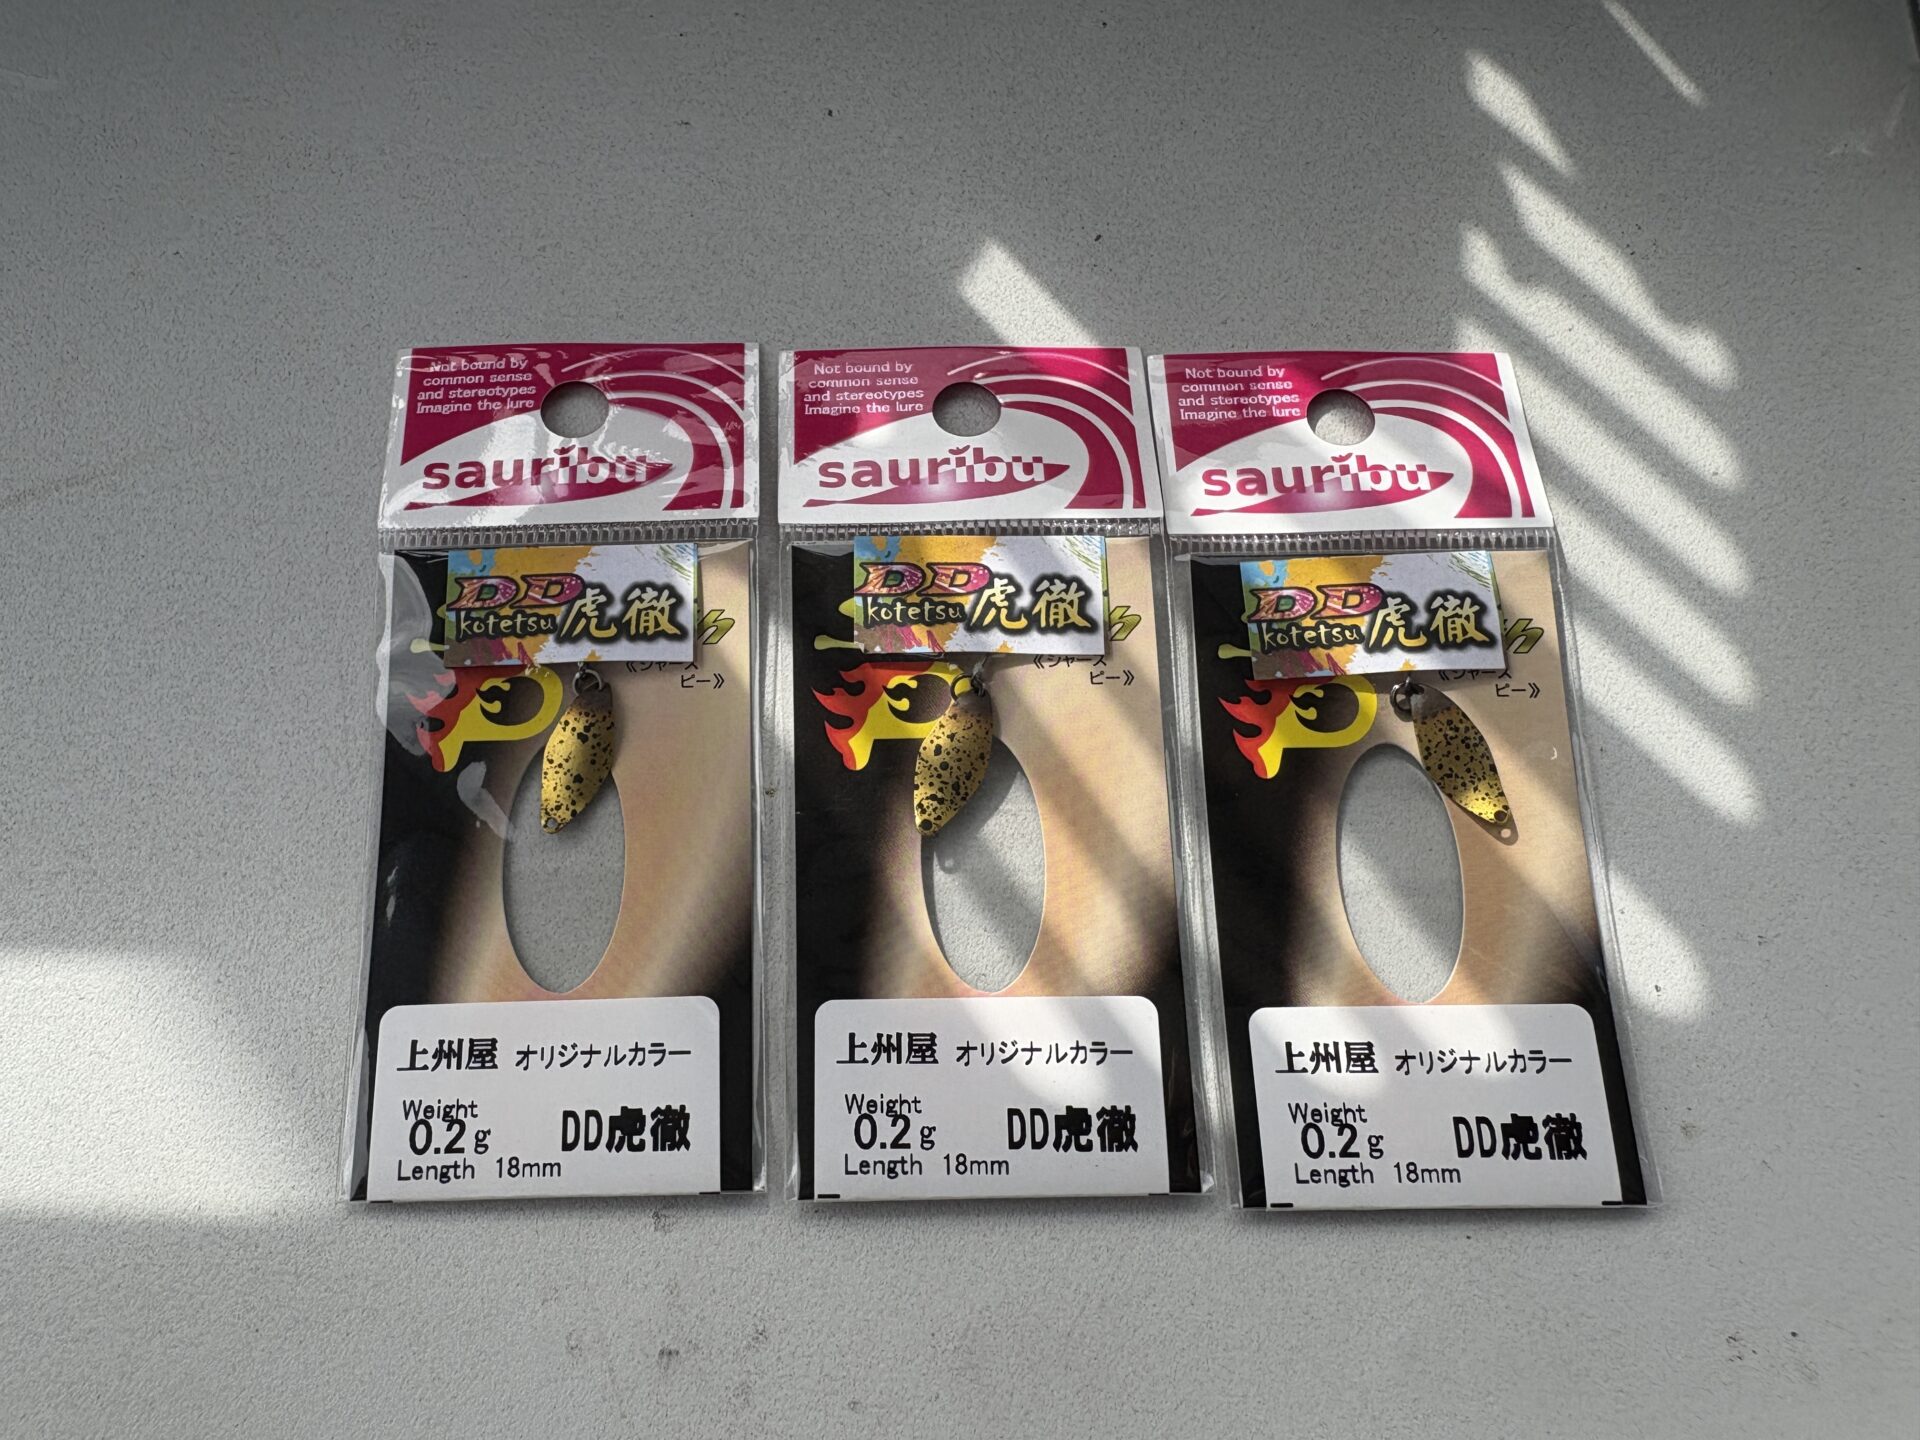 Not bound by
common sense
and stereotypes
Imagine the lure
sauribu
DD
kotetsu 虎徹
《シャース
ピー》
上州屋 オリジナルカラー
Weight
0.2g
DD虎徹
Length 18mm
Not bound by
common sense
and stereotypes
Imagine the lure
sauribu
DD
kotetsu 虎徹
《シャース
ピー》
上州屋 オリジナルカラー
Weight
0.2g
DD虎徹
Length 18mm
Not bound by
common sense
and stereotypes
Imagine the lure
sauribu
DD
kotetsu 虎徹
《シャース
ピー》
上州屋 オリジナルカラー
Weight
0.2g
DD虎徹
Length 18mm